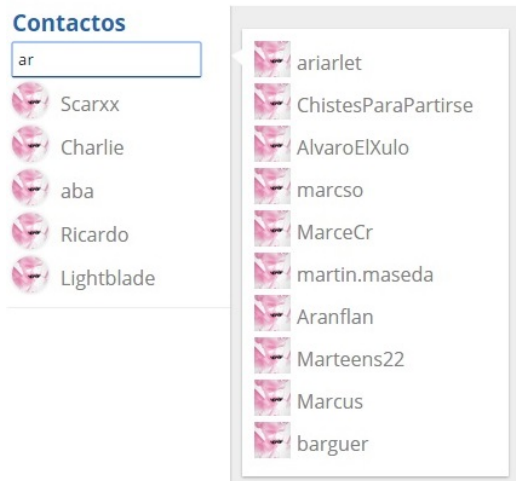 Contactos
ar
Scarxx
Charlie
aba
Ricardo
Lightblade
ariarlet
ChistesParaPartirse
AlvaroElXulo
marcso
MarceCr
martin.maseda
Aranflan
Marteens22
Marcus
barguer